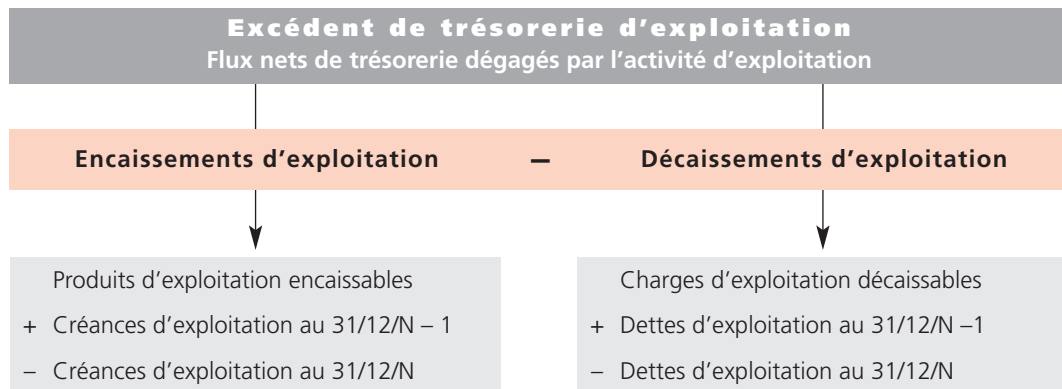 Excédent de trésorerie d’exploitation
Flux nets de trésorerie dégagés par l’activité d’exploitation
Encaissements d’exploitation – Décaissements d’exploitation
Produits d’exploitation encaissables
+ Créances d’exploitation au 31/12/N – 1
– Créances d’exploitation au 31/12/N
Charges d’exploitation décaissables
+ Dettes d’exploitation au 31/12/N –1
– Dettes d’exploitation au 31/12/N